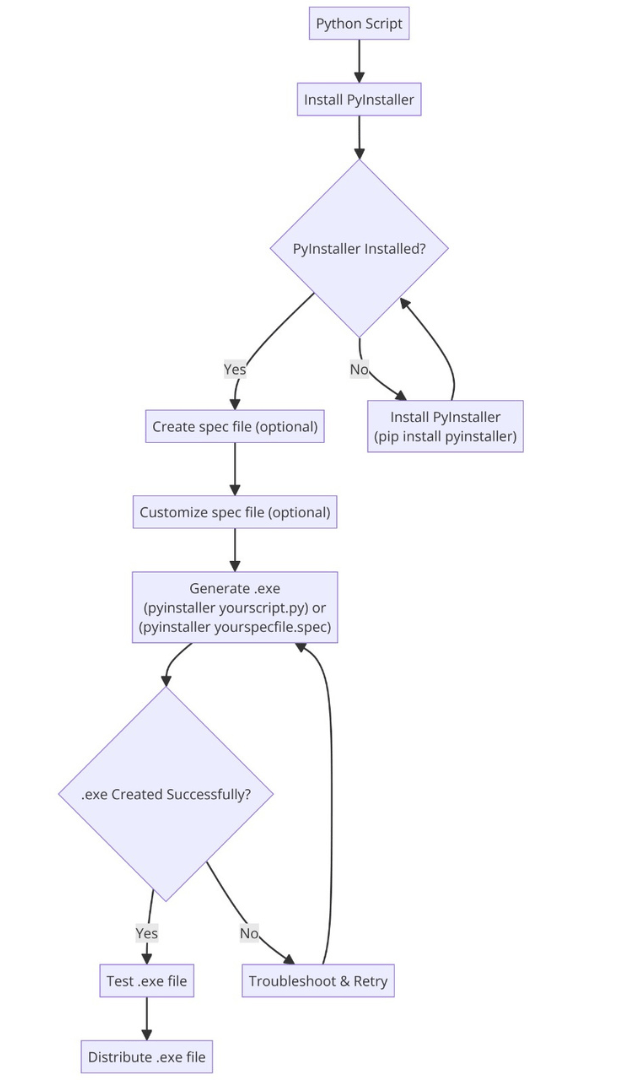 Python Script
Install PyInstaller
PyInstaller Installed?
Yes
No
Create spec file (optional)
Install PyInstaller
(pip install pyinstaller)
Customize spec file (optional)
Generate .exe
(pyinstaller yourscript.py) or
(pyinstaller yourspecfile.spec)
.exe Created Successfully?
Yes
No
Test .exe file
Troubleshoot & Retry
Distribute .exe file